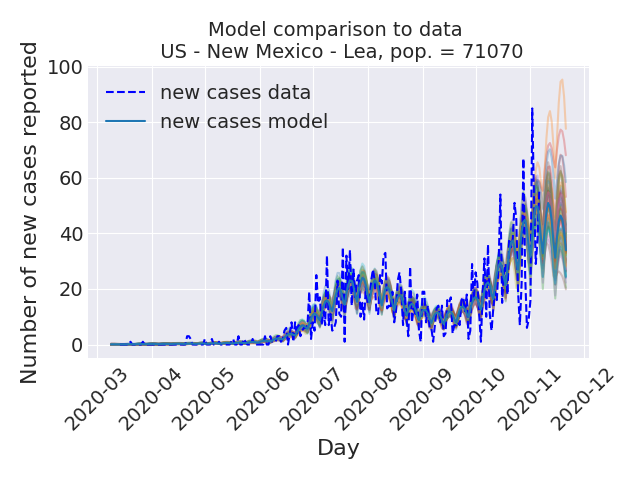 Model comparison to data
US - New Mexico - Lea, pop. = 71070
Number of new cases reported
100
80
60
40
20
0
new cases data
new cases model
2020-03
2020-04
2020-05
2020-06
2020-07
2020-08
2020-09
2020-10
2020-11
2020-12
Day